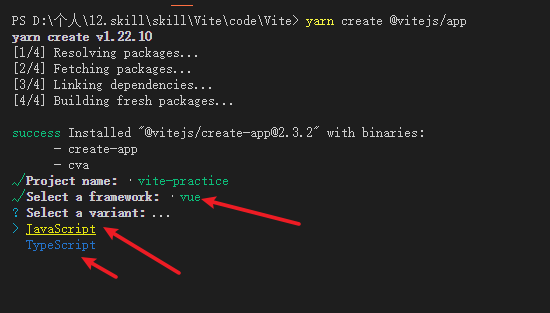 PS D:\个人\12.skill\skill\Vite\code\Vite> yarn create @vitejs/app
yarn create v1.22.10
[1/4] Resolving packages...
[2/4] Fetching packages...
[3/4] Linking dependencies...
[4/4] Building fresh packages...
success Installed "@vitejs/create-app@2.3.2" with binaries:
- create-app
- cva
√Project name: · vite-practice
√Select a framework: · vue
? Select a variant: ...
> JavaScript
TypeScript